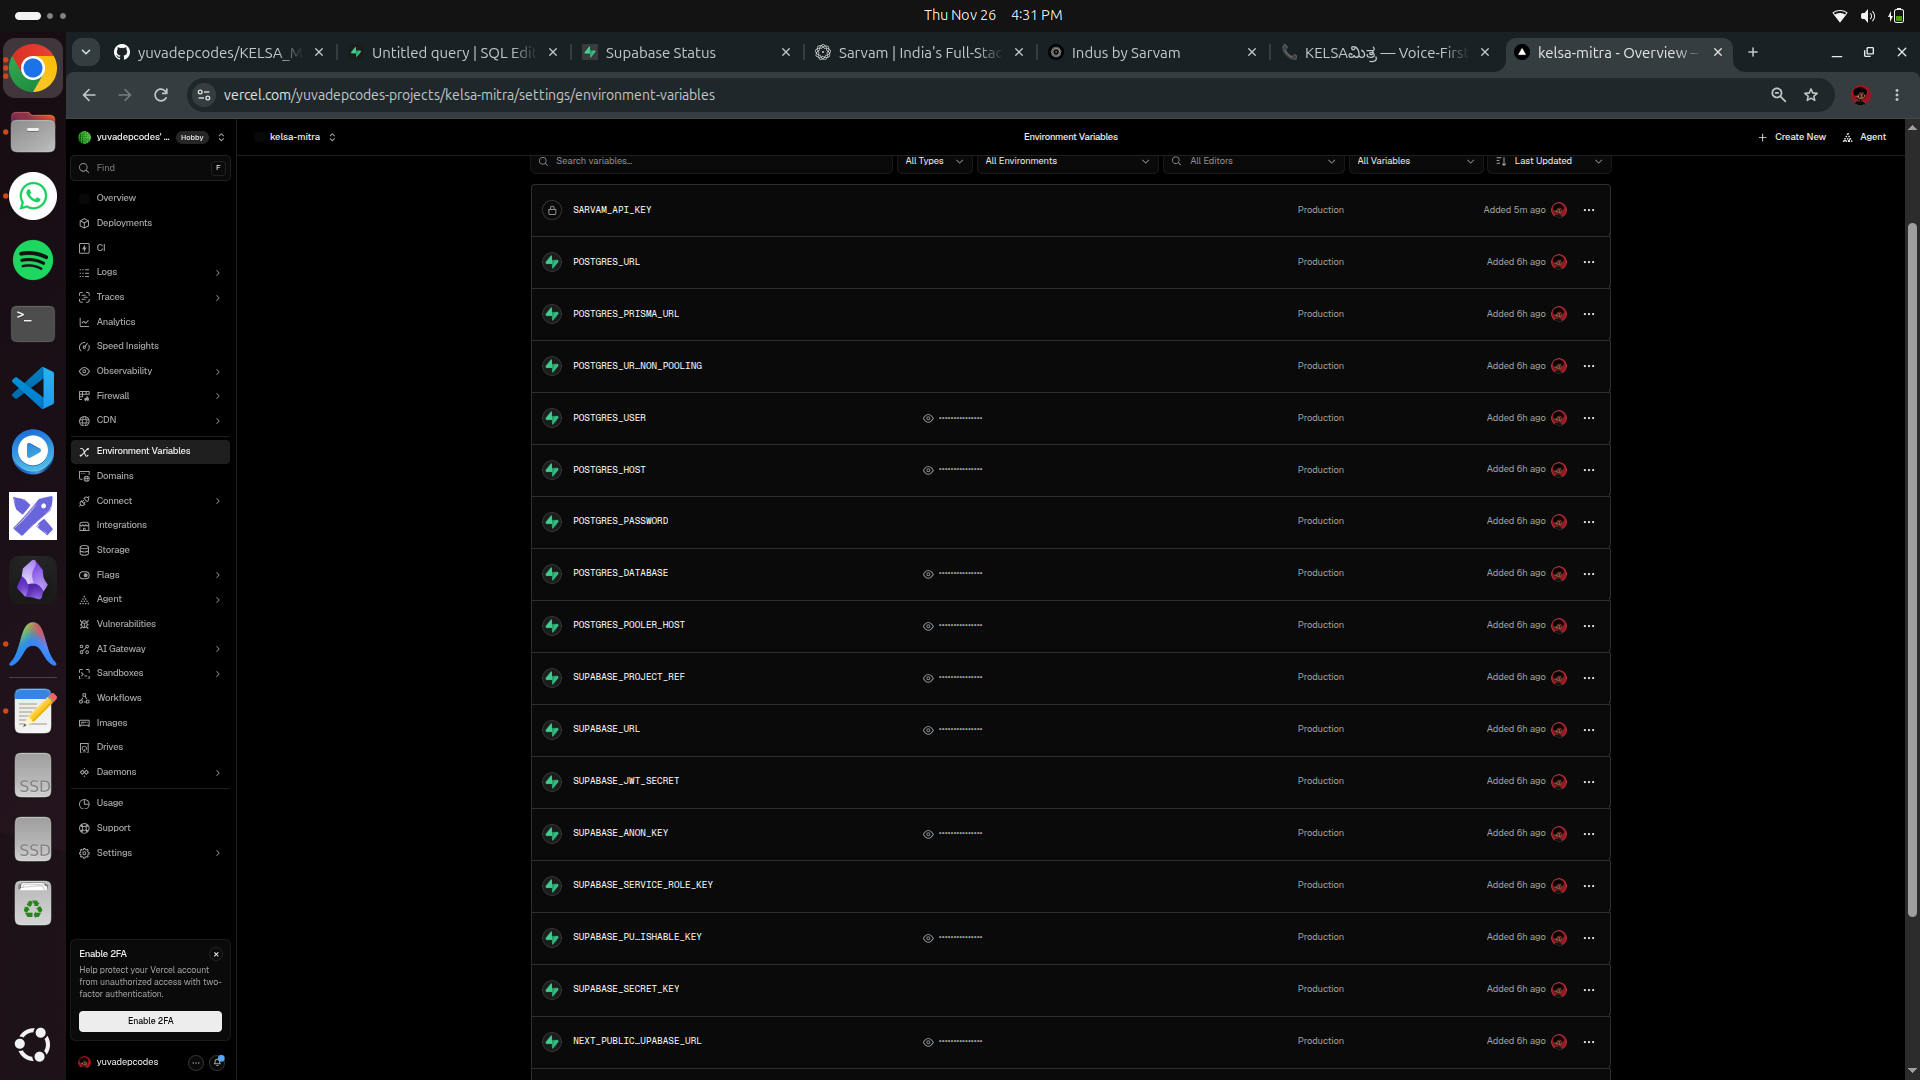 Thu Nov 26 4:31 PM
yuvadepcodes/KELSA_M
Untitled query | SQL Edi
Supabase Status
Sarvam | India's Full-Stac
Indus by Sarvam
KELSAಮಿತ್ರ — Voice-First
kelsa-mitra - Overview –
vercel.com/yuvadepcodes-projects/kelsa-mitra/settings/environment-variables
yuvadepcodes' ... Hobby
kelsa-mitra
Environment Variables
Create New
Agent
Find F
Overview
Deployments
CI
Logs
Traces
Analytics
Speed Insights
Observability
Firewall
CDN
Environment Variables
Domains
Connect
Integrations
Storage
Flags
Agent
Vulnerabilities
AI Gateway
Sandboxes
Workflows
Images
Drives
Daemons
Usage
Support
Settings
Enable 2FA
Help protect your Vercel account
from unauthorized access with two-
factor authentication.
Enable 2FA
yuvadepcodes
Search variables...
All Types
All Environments
All Editors
All Variables
Last Updated
SARVAM_API_KEY Production Added 5m ago
POSTGRES_URL Production Added 6h ago
POSTGRES_PRISMA_URL Production Added 6h ago
POSTGRES_UR…NON_POOLING Production Added 6h ago
POSTGRES_USER ••••••••••••••• Production Added 6h ago
POSTGRES_HOST ••••••••••••••• Production Added 6h ago
POSTGRES_PASSWORD Production Added 6h ago
POSTGRES_DATABASE ••••••••••••••• Production Added 6h ago
POSTGRES_POOLER_HOST ••••••••••••••• Production Added 6h ago
SUPABASE_PROJECT_REF ••••••••••••••• Production Added 6h ago
SUPABASE_URL ••••••••••••••• Production Added 6h ago
SUPABASE_JWT_SECRET Production Added 6h ago
SUPABASE_ANON_KEY ••••••••••••••• Production Added 6h ago
SUPABASE_SERVICE_ROLE_KEY Production Added 6h ago
SUPABASE_PU…ISHABLE_KEY ••••••••••••••• Production Added 6h ago
SUPABASE_SECRET_KEY Production Added 6h ago
NEXT_PUBLIC…UPABASE_URL ••••••••••••••• Production Added 6h ago
>_
SSD
SSD